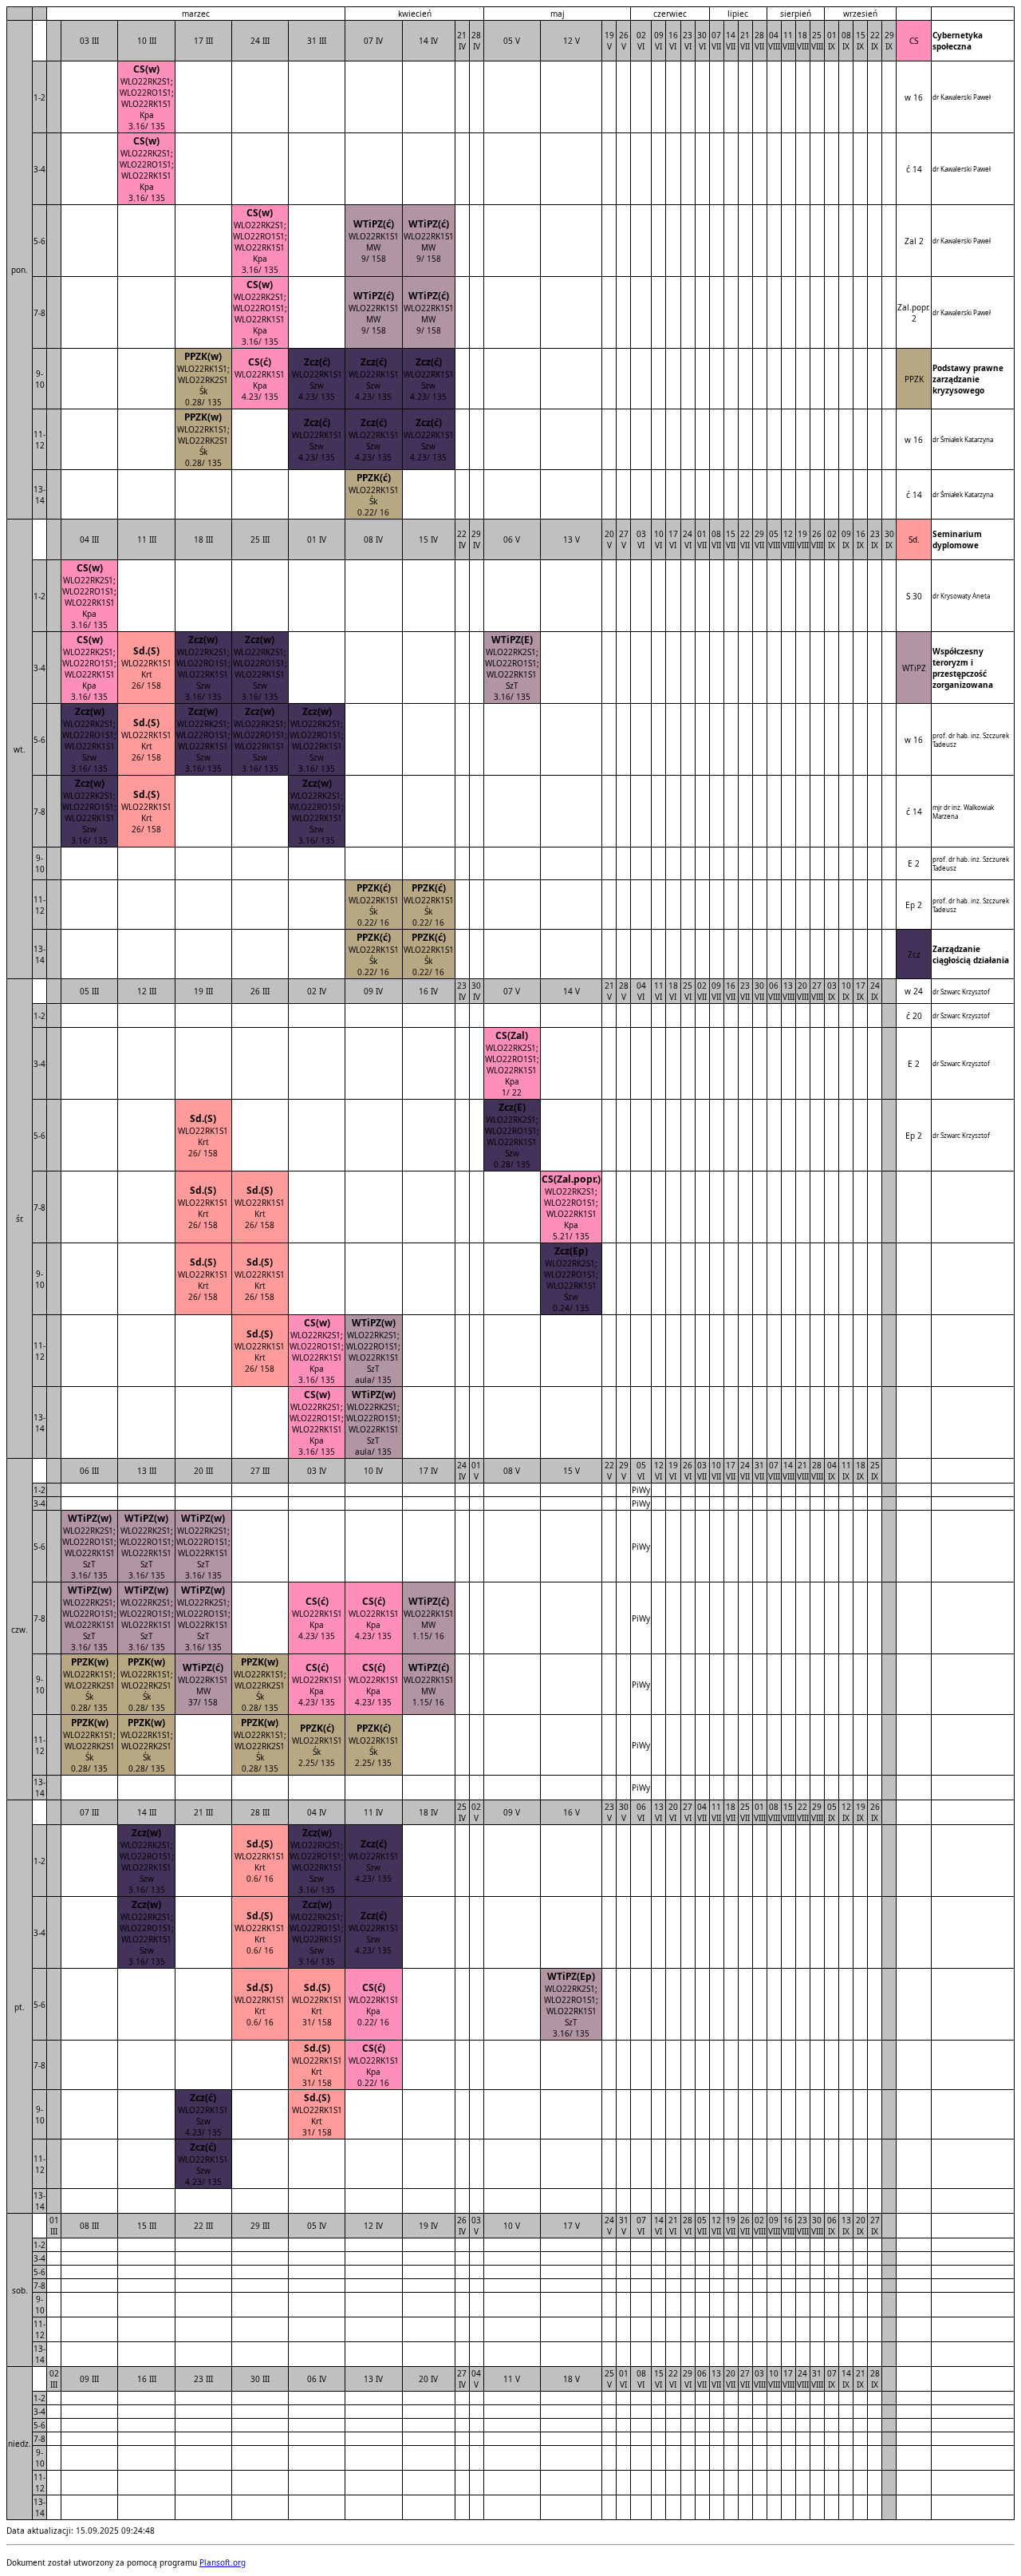 marzec kwiecień maj czerwiec lipiec sierpień wrzesień
pon.
03 III 10 III 17 III 24 III 31 III 07 IV 14 IV 21 IV 28 IV 05 V 12 V 19 V 26 V 02 VI 09 VI 16 VI 23 VI 30 VI 07 VII 14 VII 21 VII 28 VII 04 VIII 11 VIII 18 VIII 25 VIII 01 IX 08 IX 15 IX 22 IX 29 IX CS Cybernetyka społeczna
1-2
CS(w)
WLO22RK2S1;
WLO22RO1S1;
WLO22RK1S1
Kpa
3.16/ 135
w 16 dr Kawalerski Paweł
3-4
CS(w)
WLO22RK2S1;
WLO22RO1S1;
WLO22RK1S1
Kpa
3.16/ 135
ć 14 dr Kawalerski Paweł
5-6
CS(w)
WLO22RK2S1;
WLO22RO1S1;
WLO22RK1S1
Kpa
3.16/ 135
WTiPZ(ć) WTiPZ(ć)
WLO22RK1S1 WLO22RK1S1
MW MW
9/ 158 9/ 158
Zal 2 dr Kawalerski Paweł
7-8
CS(w)
WLO22RK2S1;
WLO22RO1S1;
WLO22RK1S1
Kpa
3.16/ 135
WTiPZ(ć) WTiPZ(ć)
WLO22RK1S1 WLO22RK1S1
MW MW
9/ 158 9/ 158
Zal.popr. 2 dr Kawalerski Paweł
9-10
PPZK(w)
WLO22RK1S1;
WLO22RK2S1
Śk
0.28/ 135
CS(ć) Zcz(ć) Zcz(ć) Zcz(ć)
WLO22RK1S1 WLO22RK1S1 WLO22RK1S1 WLO22RK1S1
Kpa Szw Szw Szw
4.23/ 135 4.23/ 135 4.23/ 135 4.23/ 135
PPZK Podstawy prawne zarządzanie kryzysowego
11-12
PPZK(w)
WLO22RK1S1;
WLO22RK2S1
Śk
0.28/ 135
Zcz(ć) Zcz(ć) Zcz(ć)
WLO22RK1S1 WLO22RK1S1 WLO22RK1S1
Szw Szw Szw
4.23/ 135 4.23/ 135 4.23/ 135
w 16 dr Śmiałek Katarzyna
13-14
PPZK(ć)
WLO22RK1S1
Śk
0.22/ 16
ć 14 dr Śmiałek Katarzyna
wt.
04 III 11 III 18 III 25 III 01 IV 08 IV 15 IV 22 IV 29 IV 06 V 13 V 20 V 27 V 03 VI 10 VI 17 VI 24 VI 01 VII 08 VII 15 VII 22 VII 29 VII 05 VIII 12 VIII 19 VIII 26 VIII 02 IX 09 IX 16 IX 23 IX 30 IX Sd. Seminarium dyplomowe
1-2
CS(w)
WLO22RK2S1;
WLO22RO1S1;
WLO22RK1S1
Kpa
3.16/ 135
S 30 dr Krysowaty Aneta
3-4
CS(w)
WLO22RK2S1;
WLO22RO1S1;
WLO22RK1S1
Kpa
3.16/ 135
Sd.(S)
WLO22RK1S1
Krt
26/ 158
Zcz(w) Zcz(w)
WLO22RK2S1; WLO22RK2S1;
WLO22RO1S1; WLO22RO1S1;
WLO22RK1S1 WLO22RK1S1
Szw Szw
3.16/ 135 3.16/ 135
WTiPZ(E)
WLO22RK2S1;
WLO22RO1S1;
WLO22RK1S1
SzT
3.16/ 135
WTiPZ Współczesny teroryzm i przestępczość zorganizowana
5-6
Zcz(w)
WLO22RK2S1;
WLO22RO1S1;
WLO22RK1S1
Szw
3.16/ 135
Sd.(S)
WLO22RK1S1
Krt
26/ 158
Zcz(w) Zcz(w) Zcz(w)
WLO22RK2S1; WLO22RK2S1; WLO22RK2S1;
WLO22RO1S1; WLO22RO1S1; WLO22RO1S1;
WLO22RK1S1 WLO22RK1S1 WLO22RK1S1
Szw Szw Szw
3.16/ 135 3.16/ 135 3.16/ 135
w 16 prof. dr hab. inż. Szczurek Tadeusz
7-8
Zcz(w)
WLO22RK2S1;
WLO22RO1S1;
WLO22RK1S1
Szw
3.16/ 135
Sd.(S)
WLO22RK1S1
Krt
26/ 158
Zcz(w)
WLO22RK2S1;
WLO22RO1S1;
WLO22RK1S1
Szw
3.16/ 135
ć 14 mjr dr inż. Walkowiak Marzena
9-10
E 2 prof. dr hab. inż. Szczurek Tadeusz
11-12
PPZK(ć) PPZK(ć)
WLO22RK1S1 WLO22RK1S1
Śk Śk
0.22/ 16 0.22/ 16
Ep 2 prof. dr hab. inż. Szczurek Tadeusz
13-14
PPZK(ć) PPZK(ć)
WLO22RK1S1 WLO22RK1S1
Śk Śk
0.22/ 16 0.22/ 16
Zcz Zarządzanie ciągłością działania
śr.
05 III 12 III 19 III 26 III 02 IV 09 IV 16 IV 23 IV 30 IV 07 V 14 V 21 V 28 V 04 VI 11 VI 18 VI 25 VI 02 VII 09 VII 16 VII 23 VII 30 VII 06 VIII 13 VIII 20 VIII 27 VIII 03 IX 10 IX 17 IX 24 IX w 24 dr Szwarc Krzysztof
1-2
ć 20 dr Szwarc Krzysztof
3-4
CS(Zal)
WLO22RK2S1;
WLO22RO1S1;
WLO22RK1S1
Kpa
1/ 22
E 2 dr Szwarc Krzysztof
5-6
Sd.(S)
WLO22RK1S1
Krt
26/ 158
Zcz(E)
WLO22RK2S1;
WLO22RO1S1;
WLO22RK1S1
Szw
0.28/ 135
Ep 2 dr Szwarc Krzysztof
7-8
Sd.(S) Sd.(S)
WLO22RK1S1 WLO22RK1S1
Krt Krt
26/ 158 26/ 158
CS(Zal.popr.)
WLO22RK2S1;
WLO22RO1S1;
WLO22RK1S1
Kpa
5.21/ 135
9-10
Sd.(S) Sd.(S)
WLO22RK1S1 WLO22RK1S1
Krt Krt
26/ 158 26/ 158
Zcz(Ep)
WLO22RK2S1;
WLO22RO1S1;
WLO22RK1S1
Szw
0.24/ 135
11-12
Sd.(S)
WLO22RK1S1
Krt
26/ 158
CS(w) WTiPZ(w)
WLO22RK2S1; WLO22RK2S1;
WLO22RO1S1; WLO22RO1S1;
WLO22RK1S1 WLO22RK1S1
Kpa SzT
3.16/ 135 aula/ 135
13-14
CS(w) WTiPZ(w)
WLO22RK2S1; WLO22RK2S1;
WLO22RO1S1; WLO22RO1S1;
WLO22RK1S1 WLO22RK1S1
Kpa SzT
3.16/ 135 aula/ 135
czw.
06 III 13 III 20 III 27 III 03 IV 10 IV 17 IV 24 IV 01 V 08 V 15 V 22 V 29 V 05 VI 12 VI 19 VI 26 VI 03 VII 10 VII 17 VII 24 VII 31 VII 07 VIII 14 VIII 21 VIII 28 VIII 04 IX 11 IX 18 IX 25 IX
1-2 PiWy
3-4 PiWy
5-6
WTiPZ(w) WTiPZ(w) WTiPZ(w)
WLO22RK2S1; WLO22RK2S1; WLO22RK2S1;
WLO22RO1S1; WLO22RO1S1; WLO22RO1S1;
WLO22RK1S1 WLO22RK1S1 WLO22RK1S1
SzT SzT SzT
3.16/ 135 3.16/ 135 3.16/ 135
PiWy
7-8
WTiPZ(w) WTiPZ(w) WTiPZ(w)
WLO22RK2S1; WLO22RK2S1; WLO22RK2S1;
WLO22RO1S1; WLO22RO1S1; WLO22RO1S1;
WLO22RK1S1 WLO22RK1S1 WLO22RK1S1
SzT SzT SzT
3.16/ 135 3.16/ 135 3.16/ 135
CS(ć) CS(ć) WTiPZ(ć)
WLO22RK1S1 WLO22RK1S1 WLO22RK1S1
Kpa Kpa MW
4.23/ 135 4.23/ 135 1.15/ 16
PiWy
9-10
PPZK(w) PPZK(w)
WLO22RK1S1; WLO22RK1S1;
WLO22RK2S1 WLO22RK2S1
Śk Śk
0.28/ 135 0.28/ 135
WTiPZ(ć)
WLO22RK1S1
MW
37/ 158
PPZK(w)
WLO22RK1S1;
WLO22RK2S1
Śk
0.28/ 135
CS(ć) CS(ć) WTiPZ(ć)
WLO22RK1S1 WLO22RK1S1 WLO22RK1S1
Kpa Kpa MW
4.23/ 135 4.23/ 135 1.15/ 16
PiWy
11-12
PPZK(w) PPZK(w) PPZK(w)
WLO22RK1S1; WLO22RK1S1; WLO22RK1S1;
WLO22RK2S1 WLO22RK2S1 WLO22RK2S1
Śk Śk Śk
0.28/ 135 0.28/ 135 0.28/ 135
PPZK(ć) PPZK(ć)
WLO22RK1S1 WLO22RK1S1
Śk Śk
2.25/ 135 2.25/ 135
PiWy
13-14 PiWy
pt.
07 III 14 III 21 III 28 III 04 IV 11 IV 18 IV 25 IV 02 V 09 V 16 V 23 V 30 V 06 VI 13 VI 20 VI 27 VI 04 VII 11 VII 18 VII 25 VII 01 VIII 08 VIII 15 VIII 22 VIII 29 VIII 05 IX 12 IX 19 IX 26 IX
1-2
Zcz(w)
WLO22RK2S1;
WLO22RO1S1;
WLO22RK1S1
Szw
3.16/ 135
Sd.(S)
WLO22RK1S1
Krt
0.6/ 16
Zcz(w)
WLO22RK2S1;
WLO22RO1S1;
WLO22RK1S1
Szw
3.16/ 135
Zcz(ć)
WLO22RK1S1
Szw
4.23/ 135
3-4
Zcz(w)
WLO22RK2S1;
WLO22RO1S1;
WLO22RK1S1
Szw
3.16/ 135
Sd.(S)
WLO22RK1S1
Krt
0.6/ 16
Zcz(w)
WLO22RK2S1;
WLO22RO1S1;
WLO22RK1S1
Szw
3.16/ 135
Zcz(ć)
WLO22RK1S1
Szw
4.23/ 135
5-6
Sd.(S) Sd.(S) CS(ć)
WLO22RK1S1 WLO22RK1S1 WLO22RK1S1
Krt Krt Kpa
0.6/ 16 31/ 158 0.22/ 16
WTiPZ(Ep)
WLO22RK2S1;
WLO22RO1S1;
WLO22RK1S1
SzT
3.16/ 135
7-8
Sd.(S) CS(ć)
WLO22RK1S1 WLO22RK1S1
Krt Kpa
31/ 158 0.22/ 16
9-10
Zcz(ć) Sd.(S)
WLO22RK1S1 WLO22RK1S1
Szw Krt
4.23/ 135 31/ 158
11-12
Zcz(ć)
WLO22RK1S1
Szw
4.23/ 135
13-14
sob.
01 III 08 III 15 III 22 III 29 III 05 IV 12 IV 19 IV 26 IV 03 V 10 V 17 V 24 V 31 V 07 VI 14 VI 21 VI 28 VI 05 VII 12 VII 19 VII 26 VII 02 VIII 09 VIII 16 VIII 23 VIII 30 VIII 06 IX 13 IX 20 IX 27 IX
1-2
3-4
5-6
7-8
9-10
11-12
13-14
niedz.
02 III 09 III 16 III 23 III 30 III 06 IV 13 IV 20 IV 27 IV 04 V 11 V 18 V 25 V 01 VI 08 VI 15 VI 22 VI 29 VI 06 VII 13 VII 20 VII 27 VII 03 VIII 10 VIII 17 VIII 24 VIII 31 VIII 07 IX 14 IX 21 IX 28 IX
1-2
3-4
5-6
7-8
9-10
11-12
13-14
Data aktualizacji: 15.09.2025 09:24:48
Dokument został utworzony za pomocą programu Plansoft.org